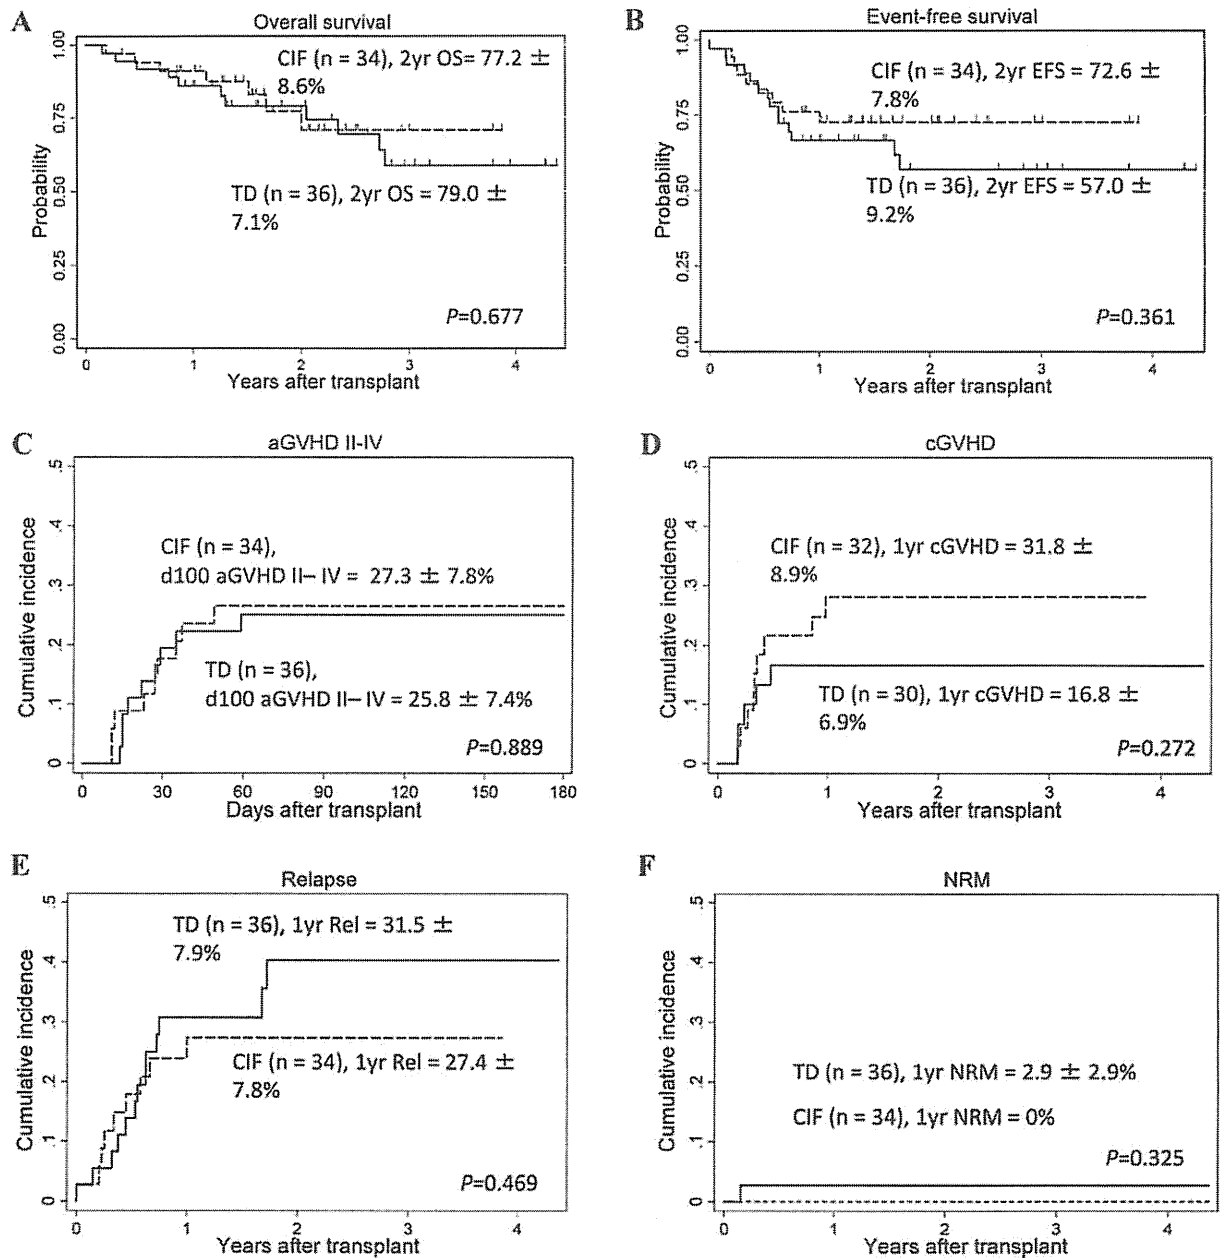 A
Overall survival
CIF (n = 34), 2yr OS= 77.2 ±
8.6%
TD (n = 36), 2yr OS = 79.0 ±
7.1%
P=0.677
Probability
1.00
0.75
0.50
0.25
0.00
0 1 2 3 4
Years after transplant
B
Event-free survival
CIF (n = 34), 2yr EFS = 72.6 ±
7.8%
TD (n = 36), 2yr EFS = 57.0 ±
9.2%
P=0.361
Probability
1.00
0.75
0.50
0.25
0.00
0 1 2 3 4
Years after transplant
C
aGVHD II-IV
CIF (n = 34),
d100 aGVHD II– IV = 27.3 ± 7.8%
TD (n = 36),
d100 aGVHD II– IV = 25.8 ± 7.4%
P=0.889
Cumulative incidence
.5
.4
.3
.2
.1
0
0 30 60 90 120 150 180
Days after transplant
D
cGVHD
CIF (n = 32), 1yr cGVHD = 31.8 ±
8.9%
TD (n = 30), 1yr cGVHD = 16.8 ±
6.9%
P=0.272
Cumulative incidence
.5
.4
.3
.2
.1
0
0 1 2 3 4
Years after transplant
E
Relapse
TD (n = 36), 1yr Rel = 31.5 ±
7.9%
CIF (n = 34), 1yr Rel = 27.4 ±
7.8%
P=0.469
Cumulative incidence
.5
.4
.3
.2
.1
0
0 1 2 3 4
Years after transplant
F
NRM
TD (n = 36), 1yr NRM = 2.9 ± 2.9%
CIF (n = 34), 1yr NRM = 0%
P=0.325
Cumulative incidence
.5
.4
.3
.2
.1
0
0 1 2 3 4
Years after transplant